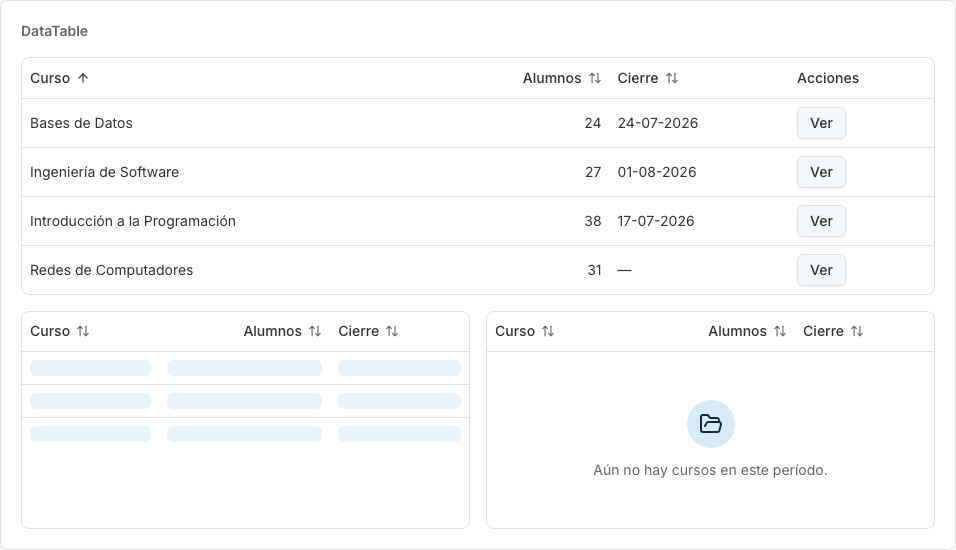 DataTable
Curso Alumnos Cierre Acciones
Bases de Datos 24 24-07-2026 Ver
Ingeniería de Software 27 01-08-2026 Ver
Introducción a la Programación 38 17-07-2026 Ver
Redes de Computadores 31 — Ver
Curso Alumnos Cierre
Curso Alumnos Cierre
Aún no hay cursos en este período.